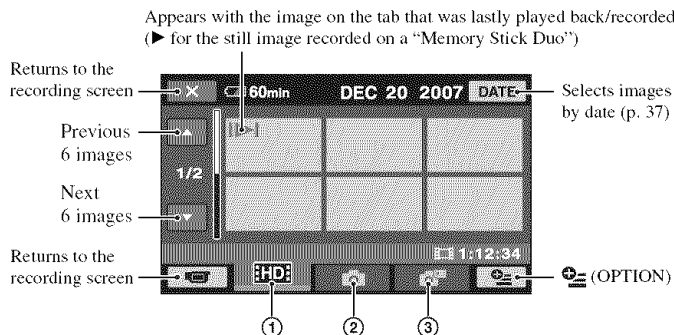 Appears with the image on the tab that was lastly played back/recorded
(▶ for the still image recorded on a “Memory Stick Duo”)
Returns to the
recording screen
60min
DEC 20 2007
DATE
Selects images
by date (p. 37)
Previous
6 images
1/2
Next
6 images
1:12:34
Returns to the
recording screen
HD
(OPTION)
①
②
③